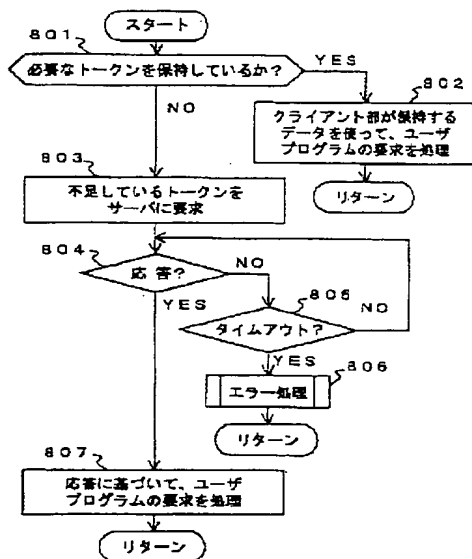 スタート
801
必要なトークンを保持しているか?
YES
802
NO
クライアント部が保持する
データを使って、ユーザ
プログラムの要求を処理
リターン
803
不足しているトークンを
サーバに要求
804
応答?
NO
805
YES
タイムアウト?
NO
YES
エラー処理
806
リターン
807
応答に基づいて、ユーザ
プログラムの要求を処理
リターン